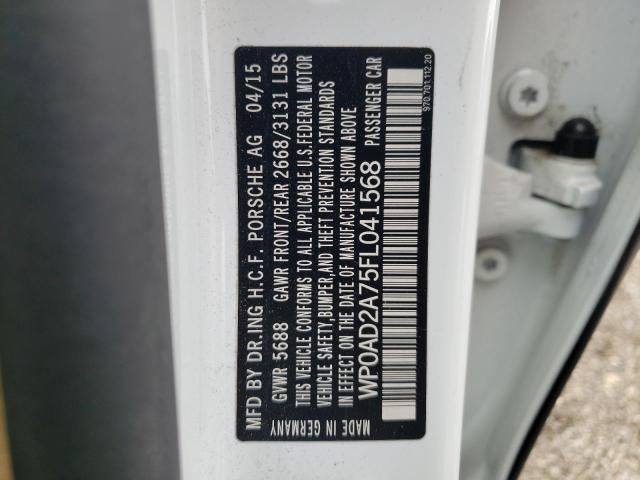 MFD BY DR.ING H.C.F. PORSCHE AG 04/15
GVWR 5688 GAWR FRONT/REAR 2668/3131 LBS
THIS VEHICLE CONFORMS TO ALL APPLICABLE U.S.FEDERAL MOTOR
VEHICLE SAFETY,BUMPER,AND THEFT PREVENTION STANDARDS
IN EFFECT ON THE DATE OF MANUFACTURE SHOWN ABOVE
WP0AD2A75FL041568 PASSENGER CAR
MADE IN GERMANY
970.701.112.20